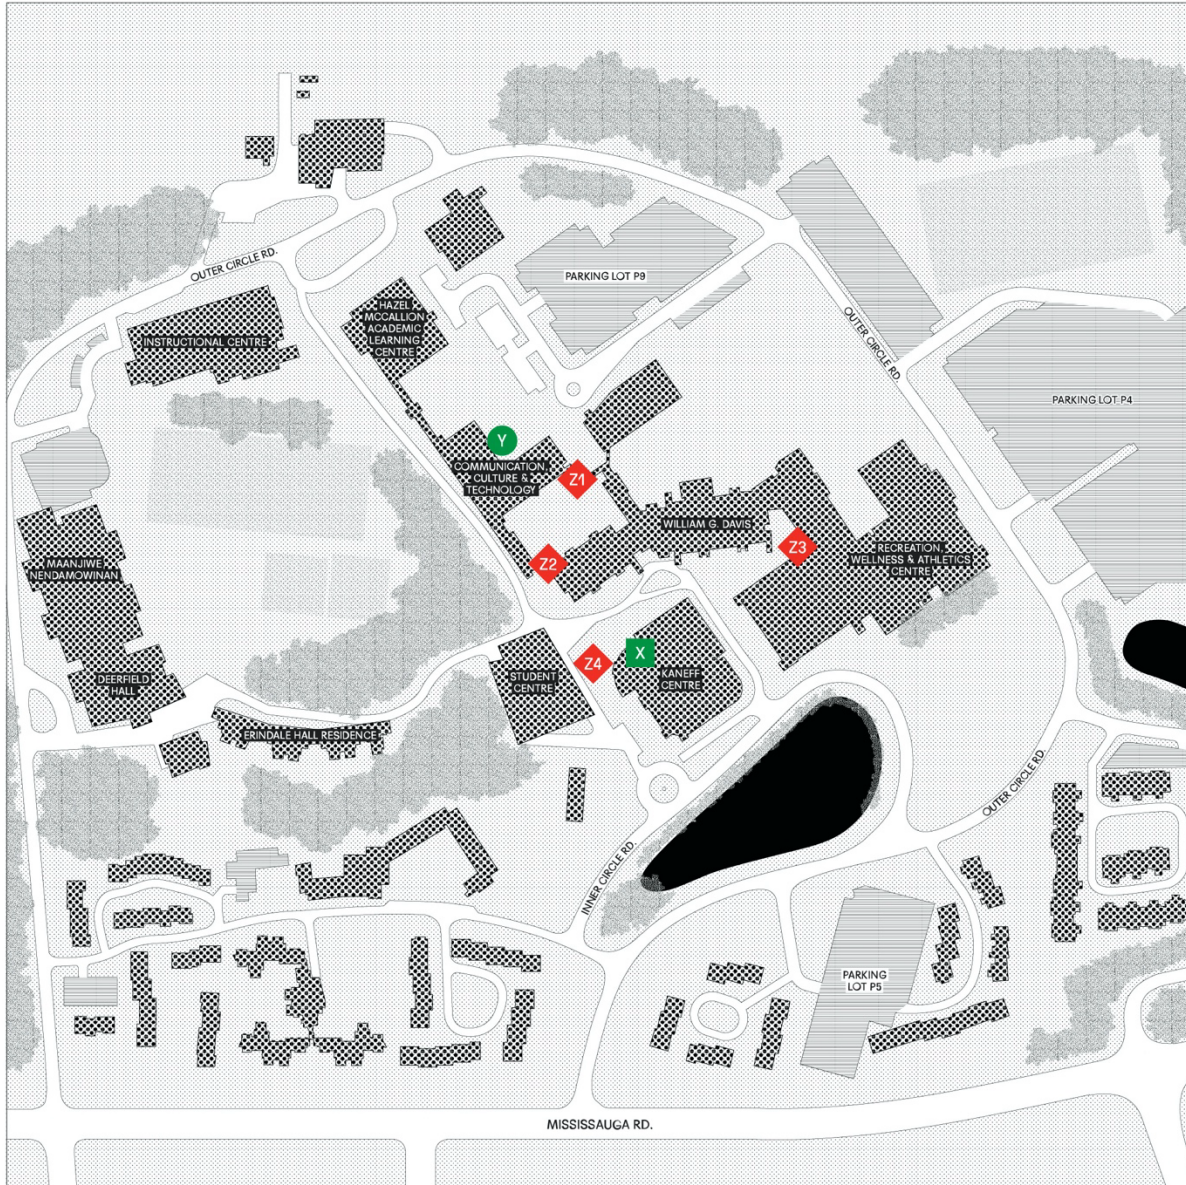 OUTER CIRCLE RD.
PARKING LOT P9
HAZEL
MCCALLION
ACADEMIC
LEARNING
CENTRE
INSTRUCTIONAL CENTRE
OUTER CIRCLE RD.
PARKING LOT P4
Y
COMMUNICATION,
CULTURE &
TECHNOLOGY
Z1
WILLIAM G. DAVIS
Z2
Z3
RECREATION,
WELLNESS & ATHLETICS
CENTRE
MAANJIWE
NENDAMOWINAN
X
Z4
STUDENT
CENTRE
KANEFF
CENTRE
DEERFIELD
HALL
ERINDALE HALL RESIDENCE
OUTER CIRCLE RD.
INNER CIRCLE RD.
PARKING
LOT P5
MISSISSAUGA RD.